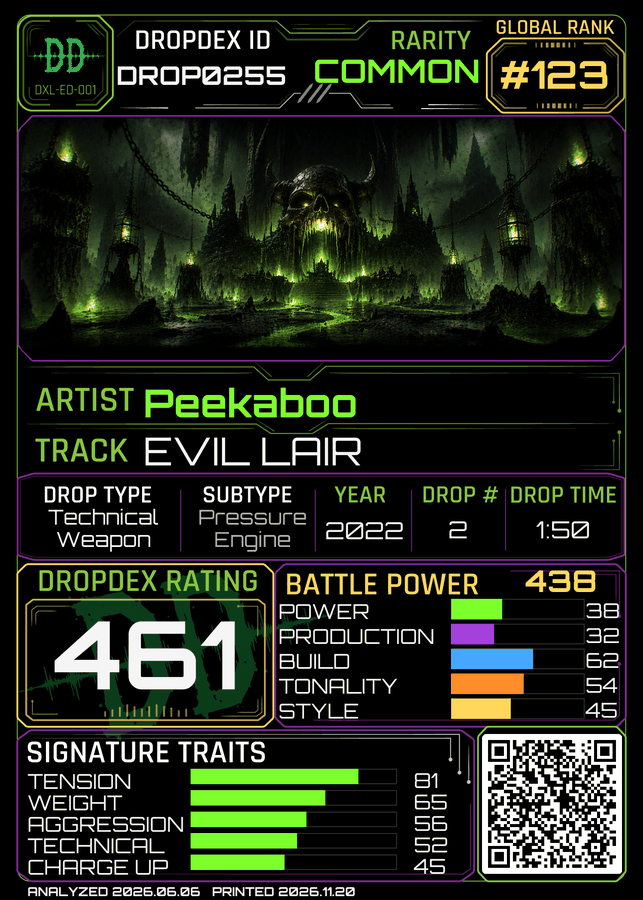 DD
DXL-ED-001
DROPDEX ID
DROP0255
RARITY
COMMON
GLOBAL RANK
#123
ARTIST Peekaboo
TRACK EVIL LAIR
DROP TYPE
Technical
Weapon
SUBTYPE
Pressure
Engine
YEAR
2022
DROP #
2
DROP TIME
1:50
DROPDEX RATING
461
BATTLE POWER 438
POWER 38
PRODUCTION 32
BUILD 62
TONALITY 54
STYLE 45
SIGNATURE TRAITS
TENSION 81
WEIGHT 65
AGGRESSION 56
TECHNICAL 52
CHARGE UP 45
ANALYZED 2026.06.06 PRINTED 2026.11.20